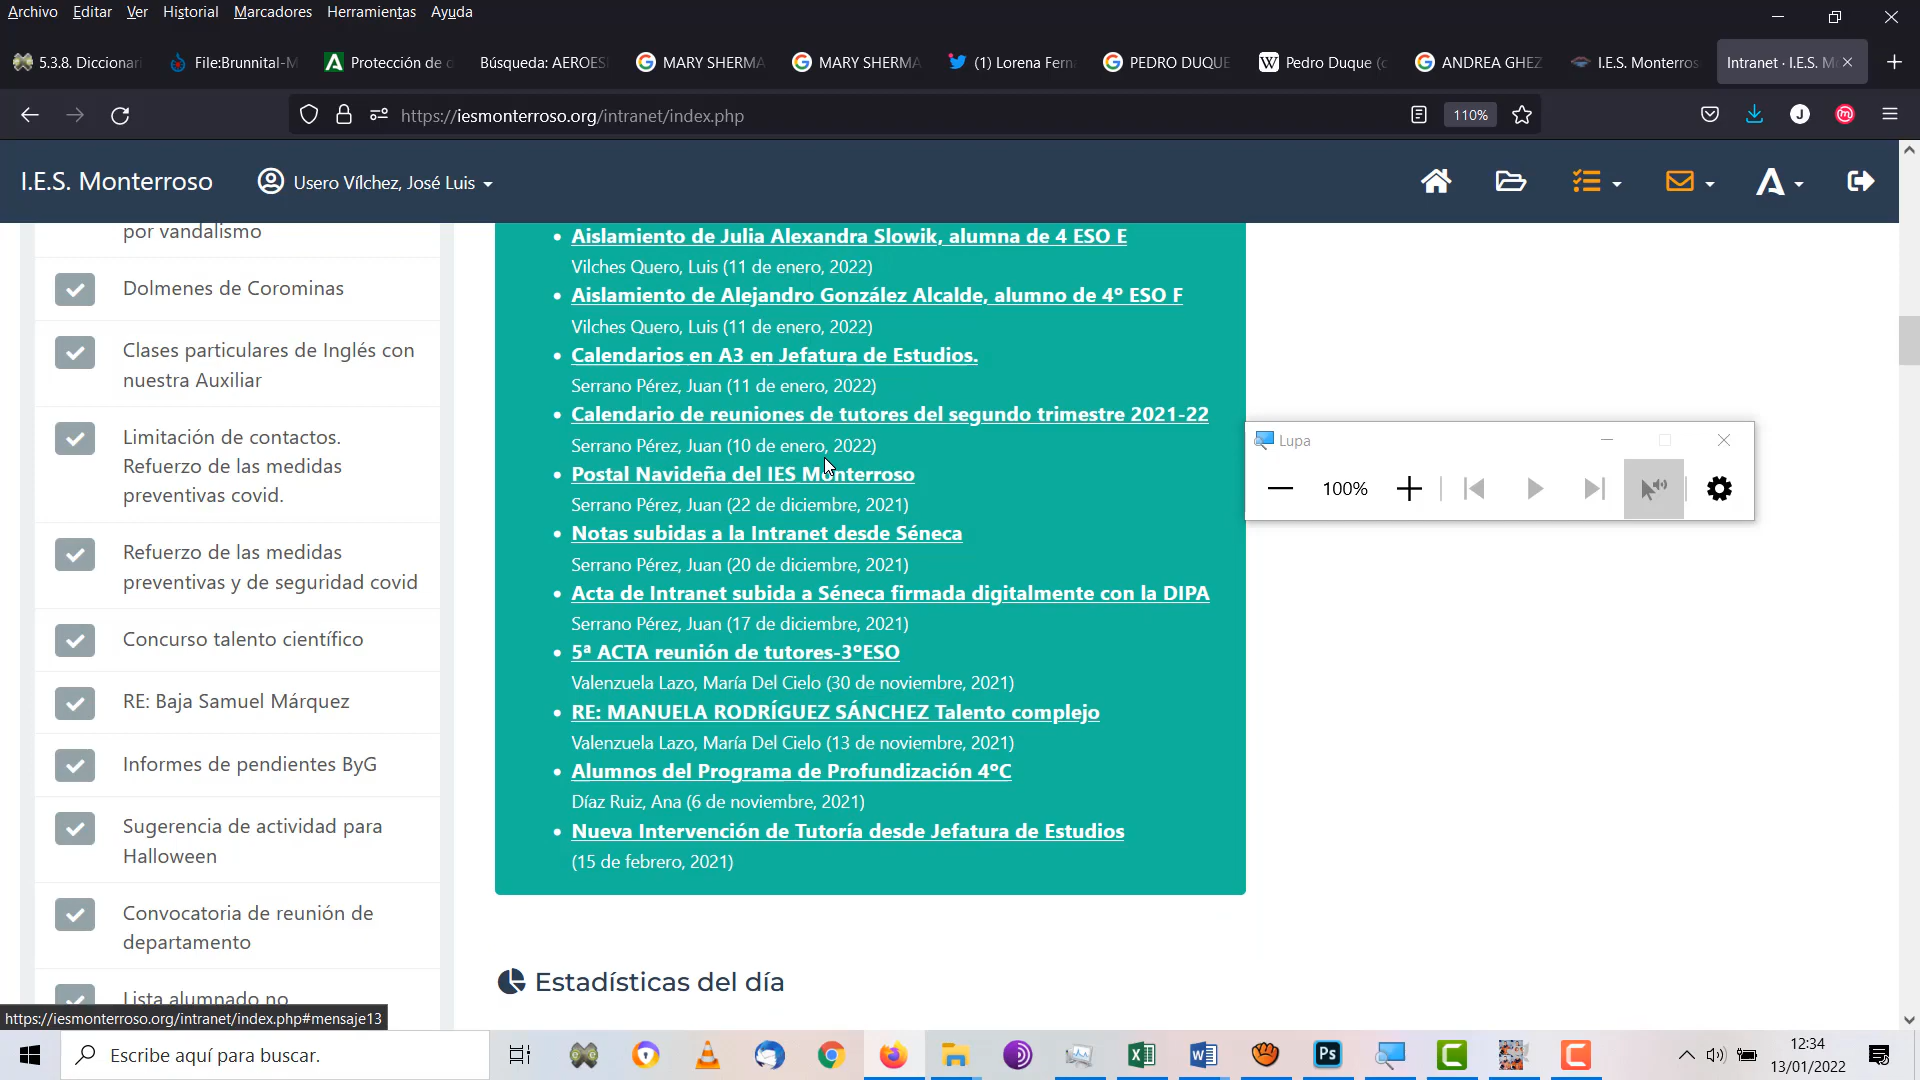 Archivo Editar Ver Historial Marcadores Herramientas Ayuda
5.3.8. Diccionari
File:Brunnital-M
Protección de d
Búsqueda: AEROESI
MARY SHERMA
MARY SHERMA
(1) Lorena Fern
PEDRO DUQUE
Pedro Duque (c
ANDREA GHEZ
I.E.S. Monterros
Intranet · I.E.S. M
https://iesmonterroso.org/intranet/index.php
110%
J
I.E.S. Monterroso
Usero Vílchez, José Luis
por vandalismo
Dolmenes de Corominas
Clases particulares de Inglés con
nuestra Auxiliar
Limitación de contactos.
Refuerzo de las medidas
preventivas covid.
Refuerzo de las medidas
preventivas y de seguridad covid
Concurso talento científico
RE: Baja Samuel Márquez
Informes de pendientes ByG
Sugerencia de actividad para
Halloween
Convocatoria de reunión de
departamento
Lista alumnado no
Aislamiento de Julia Alexandra Slowik, alumna de 4 ESO E
Vilches Quero, Luis (11 de enero, 2022)
Aislamiento de Alejandro González Alcalde, alumno de 4º ESO F
Vilches Quero, Luis (11 de enero, 2022)
Calendarios en A3 en Jefatura de Estudios.
Serrano Pérez, Juan (11 de enero, 2022)
Calendario de reuniones de tutores del segundo trimestre 2021-22
Serrano Pérez, Juan (10 de enero, 2022)
Postal Navideña del IES Monterroso
Serrano Pérez, Juan (22 de diciembre, 2021)
Notas subidas a la Intranet desde Séneca
Serrano Pérez, Juan (20 de diciembre, 2021)
Acta de Intranet subida a Séneca firmada digitalmente con la DIPA
Serrano Pérez, Juan (17 de diciembre, 2021)
5ª ACTA reunión de tutores-3ºESO
Valenzuela Lazo, María Del Cielo (30 de noviembre, 2021)
RE: MANUELA RODRÍGUEZ SÁNCHEZ Talento complejo
Valenzuela Lazo, María Del Cielo (13 de noviembre, 2021)
Alumnos del Programa de Profundización 4ºC
Díaz Ruiz, Ana (6 de noviembre, 2021)
Nueva Intervención de Tutoría desde Jefatura de Estudios
(15 de febrero, 2021)
Estadísticas del día
Lupa
100%
https://iesmonterroso.org/intranet/index.php#mensaje13
Escribe aquí para buscar.
Ps
12:34
13/01/2022